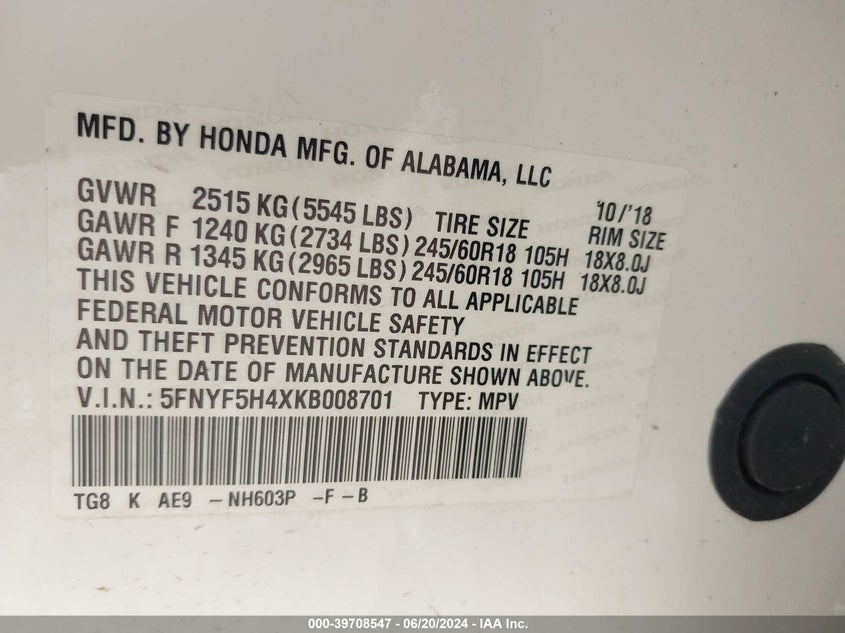 MFD. BY HONDA MFG. OF ALABAMA, LLC
10/'18
GVWR 2515 KG (5545 LBS) TIRE SIZE RIM SIZE
GAWR F 1240 KG (2734 LBS) 245/60R18 105H 18X8.0J
GAWR R 1345 KG (2965 LBS) 245/60R18 105H 18X8.0J
THIS VEHICLE CONFORMS TO ALL APPLICABLE
FEDERAL MOTOR VEHICLE SAFETY
AND THEFT PREVENTION STANDARDS IN EFFECT
ON THE DATE OF MANUFACTURE SHOWN ABOVE.
V.I.N.: 5FNYF5H4XKB008701 TYPE: MPV
TG8 K AE9 – NH603P – F – B
000-39708547 - 06/20/2024 - IAA Inc.